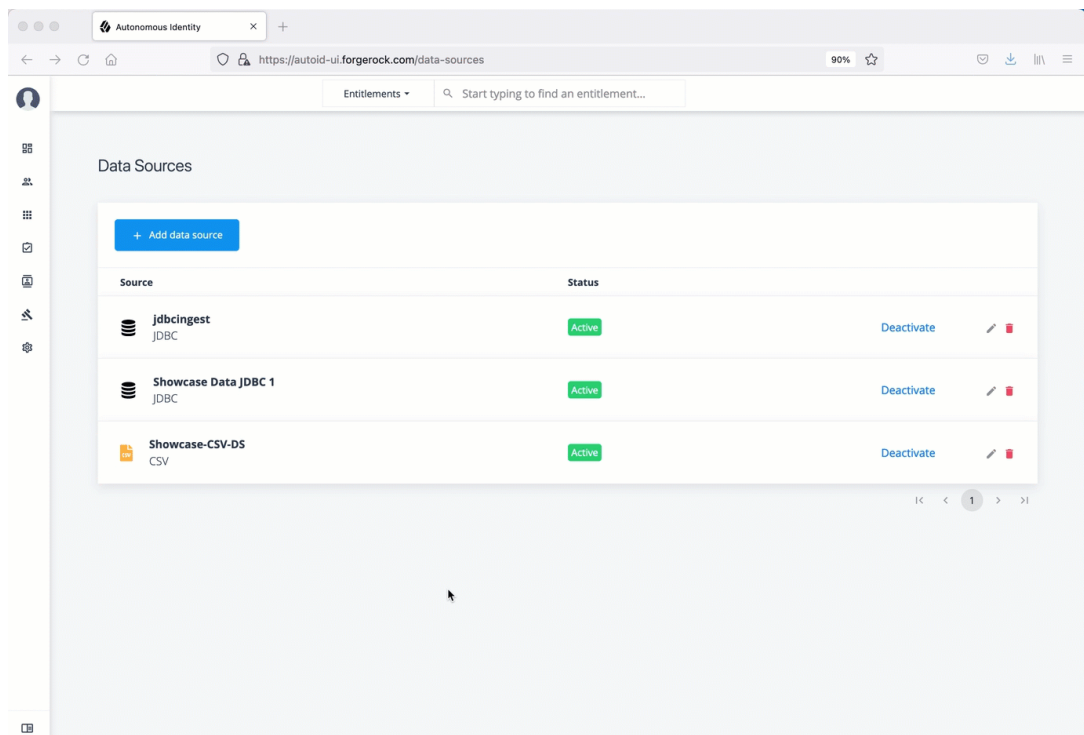 Autonomous Identity
https://autoid-ui.forgerock.com/data-sources
90%
Entitlements
Start typing to find an entitlement...
Data Sources
+ Add data source
Source Status
jdbcingest
JDBC
Active
Deactivate
Showcase Data JDBC 1
JDBC
Active
Deactivate
CSV
Showcase-CSV-DS
CSV
Active
Deactivate
1